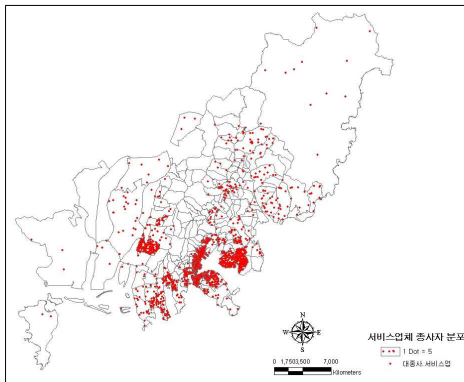 N
W E
S
서비스업체 종사자 분포
1 Dot = 5
대종사.서비스업
0 1,7503,500 7,000
Kilometers